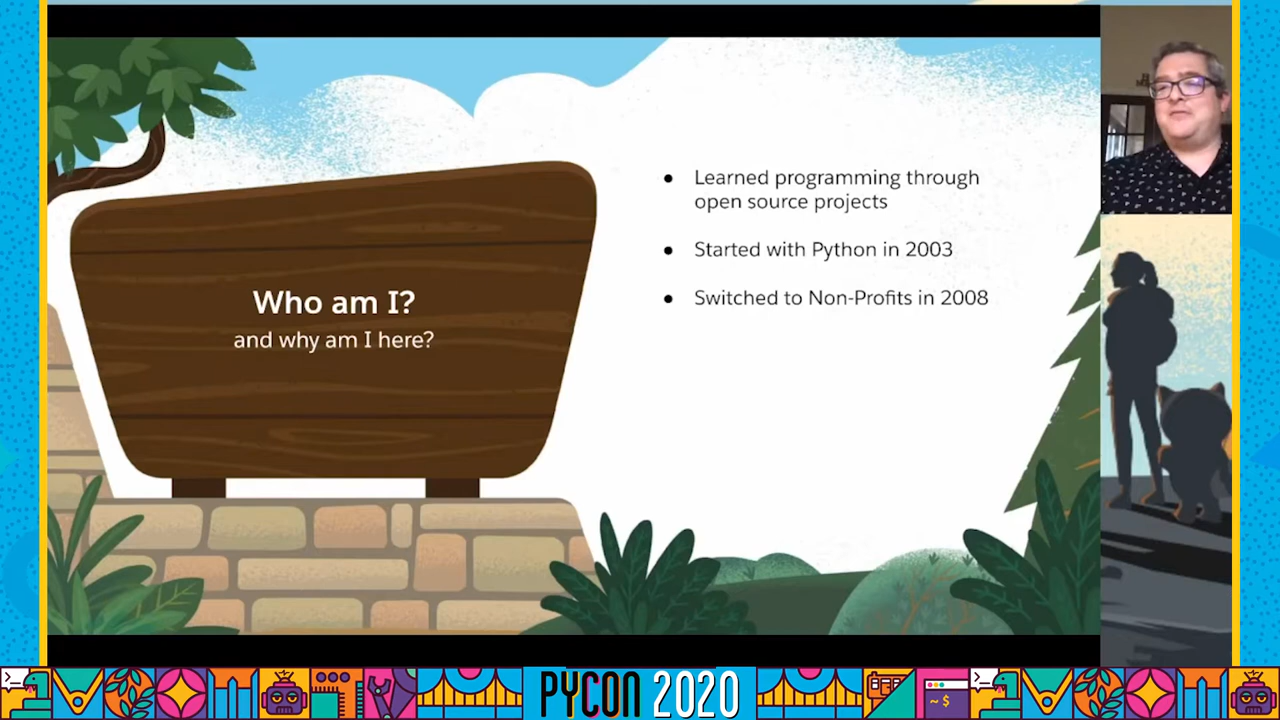 Who am I?
and why am I here?
● Learned programming through
open source projects
● Started with Python in 2003
● Switched to Non-Profits in 2008
~$
PYCON 2020